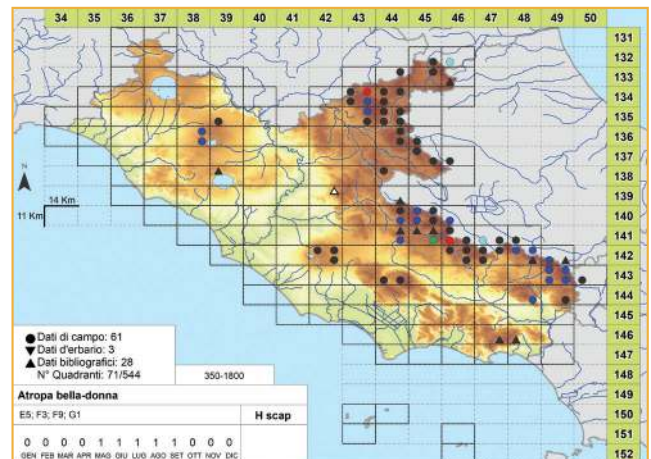 34 35 36 37 38 39 40 41 42 43 44 45 46 47 48 49 50
131
132
133
134
135
136
137
138
139
140
141
142
143
144
145
146
147
148
149
150
151
152
N
14 Km
11 Km
Dati di campo: 61
Dati d'erbario: 3
Dati bibliografici: 28
N° Quadranti: 71/544
350-1800
Atropa bella-donna
E5; F3; F9; G1
H scap
0 0 0 0 1 1 1 1 1 0 0 0
GEN FEB MAR APR MAG GIU LUG AGO SET OTT NOV DIC